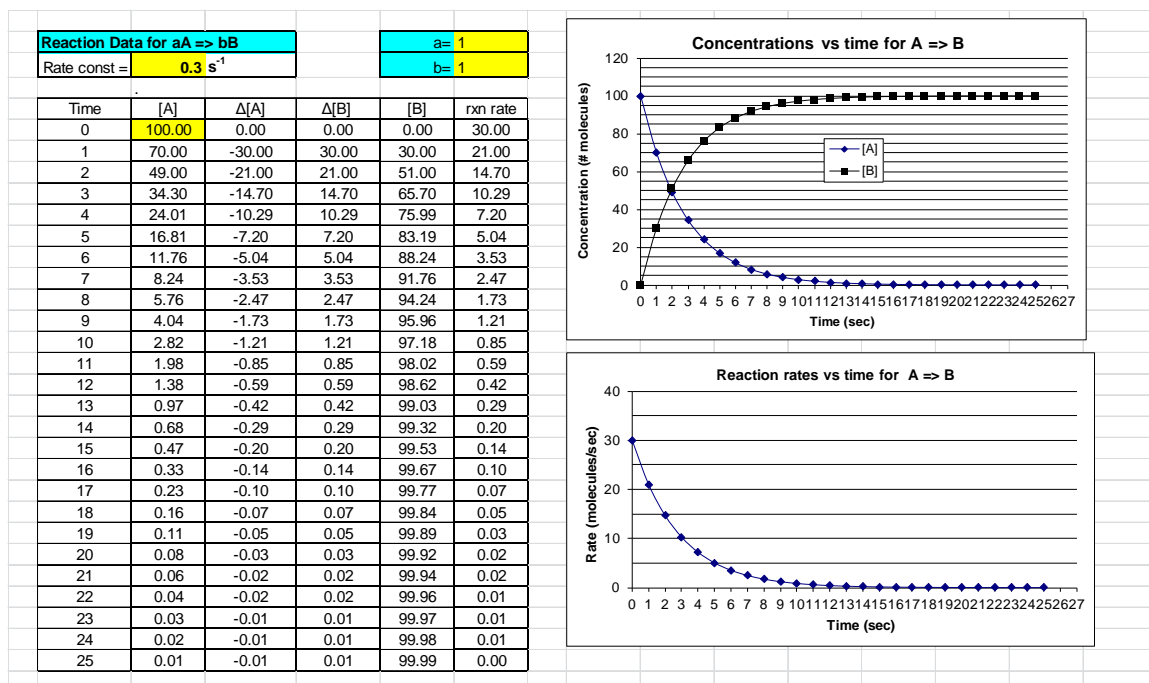 Reaction Data for aA => bB a= 1
Rate const = 0.3 s-1 b= 1
.
Time [A] Δ[A] Δ[B] [B] rxn rate
0 100.00 0.00 0.00 0.00 30.00
1 70.00 -30.00 30.00 30.00 21.00
2 49.00 -21.00 21.00 51.00 14.70
3 34.30 -14.70 14.70 65.70 10.29
4 24.01 -10.29 10.29 75.99 7.20
5 16.81 -7.20 7.20 83.19 5.04
6 11.76 -5.04 5.04 88.24 3.53
7 8.24 -3.53 3.53 91.76 2.47
8 5.76 -2.47 2.47 94.24 1.73
9 4.04 -1.73 1.73 95.96 1.21
10 2.82 -1.21 1.21 97.18 0.85
11 1.98 -0.85 0.85 98.02 0.59
12 1.38 -0.59 0.59 98.62 0.42
13 0.97 -0.42 0.42 99.03 0.29
14 0.68 -0.29 0.29 99.32 0.20
15 0.47 -0.20 0.20 99.53 0.14
16 0.33 -0.14 0.14 99.67 0.10
17 0.23 -0.10 0.10 99.77 0.07
18 0.16 -0.07 0.07 99.84 0.05
19 0.11 -0.05 0.05 99.89 0.03
20 0.08 -0.03 0.03 99.92 0.02
21 0.06 -0.02 0.02 99.94 0.02
22 0.04 -0.02 0.02 99.96 0.01
23 0.03 -0.01 0.01 99.97 0.01
24 0.02 -0.01 0.01 99.98 0.01
25 0.01 -0.01 0.01 99.99 0.00
Concentrations vs time for A => B
Concentration (# molecules)
120
100
80
60
40
20
0
[A]
[B]
0 1 2 3 4 5 6 7 8 9 10 11 12 13 14 15 16 17 18 19 20 21 22 23 24 25 26 27
Time (sec)
Reaction rates vs time for A => B
Rate (molecules/sec)
40
30
20
10
0
0 1 2 3 4 5 6 7 8 9 10 11 12 13 14 15 16 17 18 19 20 21 22 23 24 25 26 27
Time (sec)